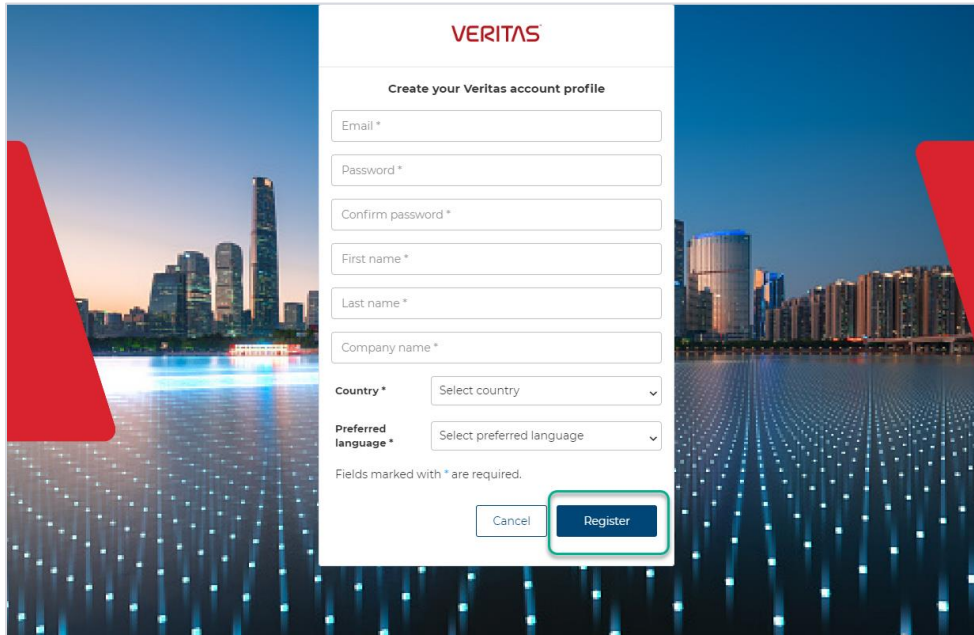 VERITAS
Create your Veritas account profile
Email *
Password *
Confirm password *
First name *
Last name *
Company name *
Country *
Select country
Preferred
language *
Select preferred language
Fields marked with * are required.
Cancel
Register